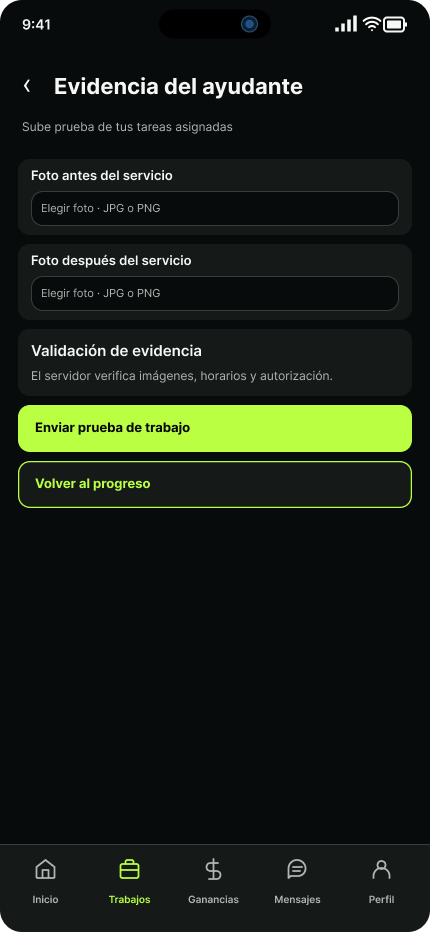 9:41
Evidencia del ayudante
Sube prueba de tus tareas asignadas
Foto antes del servicio
Elegir foto · JPG o PNG
Foto después del servicio
Elegir foto · JPG o PNG
Validación de evidencia
El servidor verifica imágenes, horarios y autorización.
Enviar prueba de trabajo
Volver al progreso
Inicio
Trabajos
Ganancias
Mensajes
Perfil